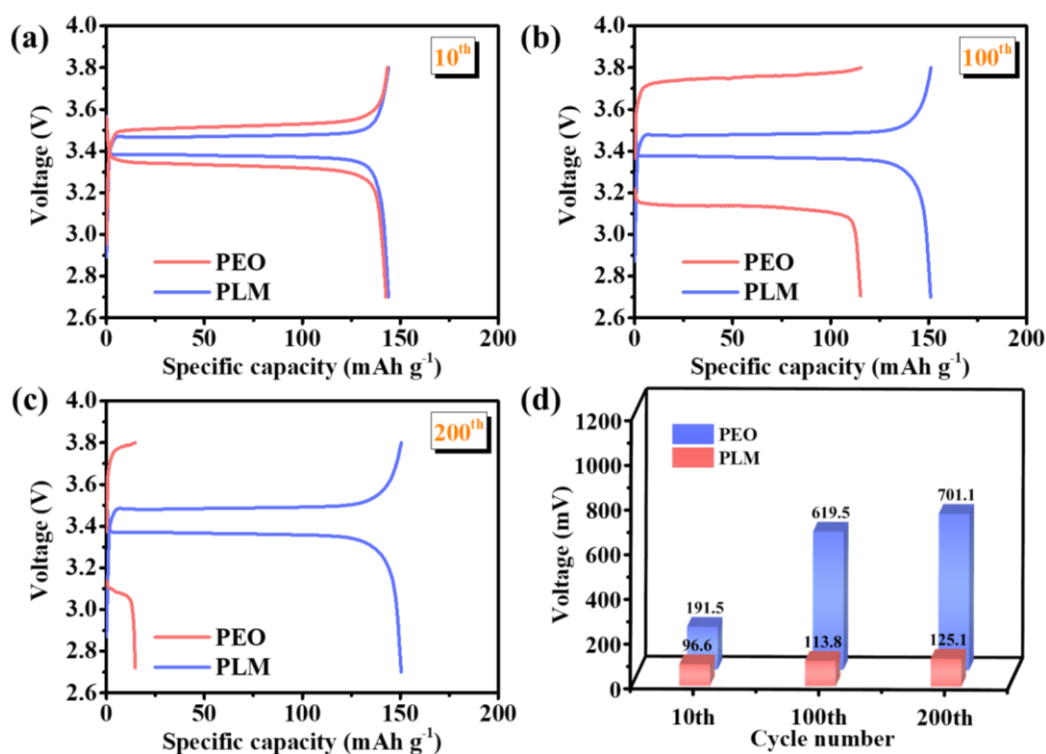 (a)
4.0
3.8
3.6
3.4
3.2
3.0
2.8
2.6
Voltage (V)
10th
PEO
PLM
0 50 100 150 200
Specific capacity (mAh g-1)
(b)
4.0
3.8
3.6
3.4
3.2
3.0
2.8
2.6
Voltage (V)
100th
PEO
PLM
0 50 100 150 200
Specific capacity (mAh g-1)
(c)
4.0
3.8
3.6
3.4
3.2
3.0
2.8
2.6
Voltage (V)
200th
PEO
PLM
0 50 100 150 200
Specific capacity (mAh g-1)
(d)
1200
1000
800
600
400
200
0
Voltage (mV)
PEO
PLM
191.5
96.6
619.5
113.8
701.1
125.1
10th 100th 200th
Cycle number